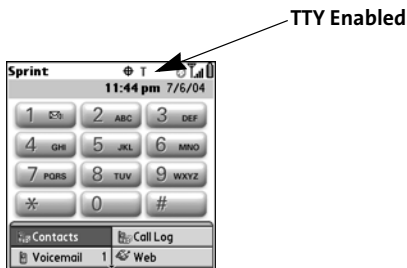 TTY Enabled
Sprint T
11:44 pm 7/6/04
1 2 ABC 3 DEF
4 GHI 5 JKL 6 MNO
7 PQRS 8 TUV 9 WXYZ
* 0 #
Contacts Call Log
Voicemail 1 Web